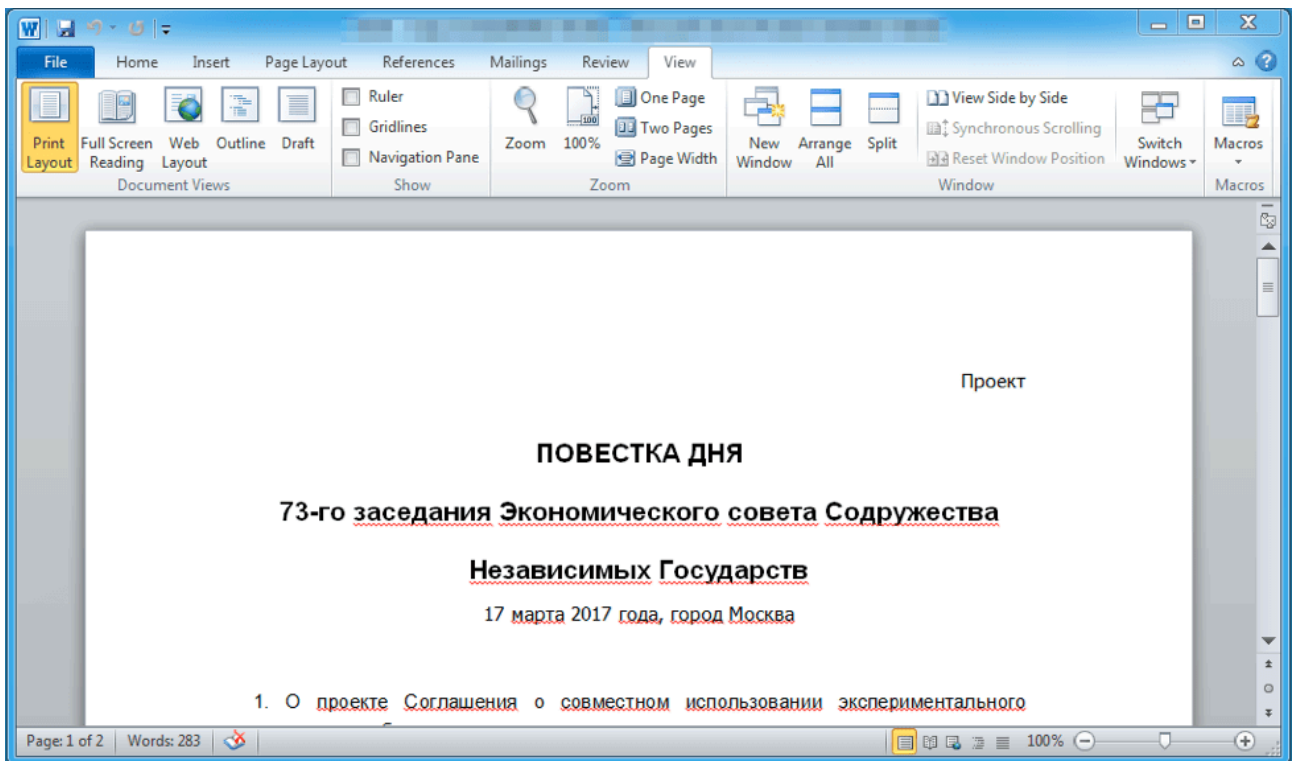 File Home Insert Page Layout References Mailings Review View
Ruler One Page View Side by Side
Gridlines Two Pages Synchronous Scrolling
Print Layout Full Screen Reading Web Layout Outline Draft Navigation Pane Zoom 100% Page Width New Window Arrange All Split Reset Window Position Switch Windows Macros
Document Views Show Zoom Window Macros
Проект
ПОВЕСТКА ДНЯ
73-го заседания Экономического совета Содружества
Независимых Государств
17 марта 2017 года, город Москва
1. О проекте Соглашения о совместном использовании экспериментального
Page: 1 of 2 Words: 283 100%